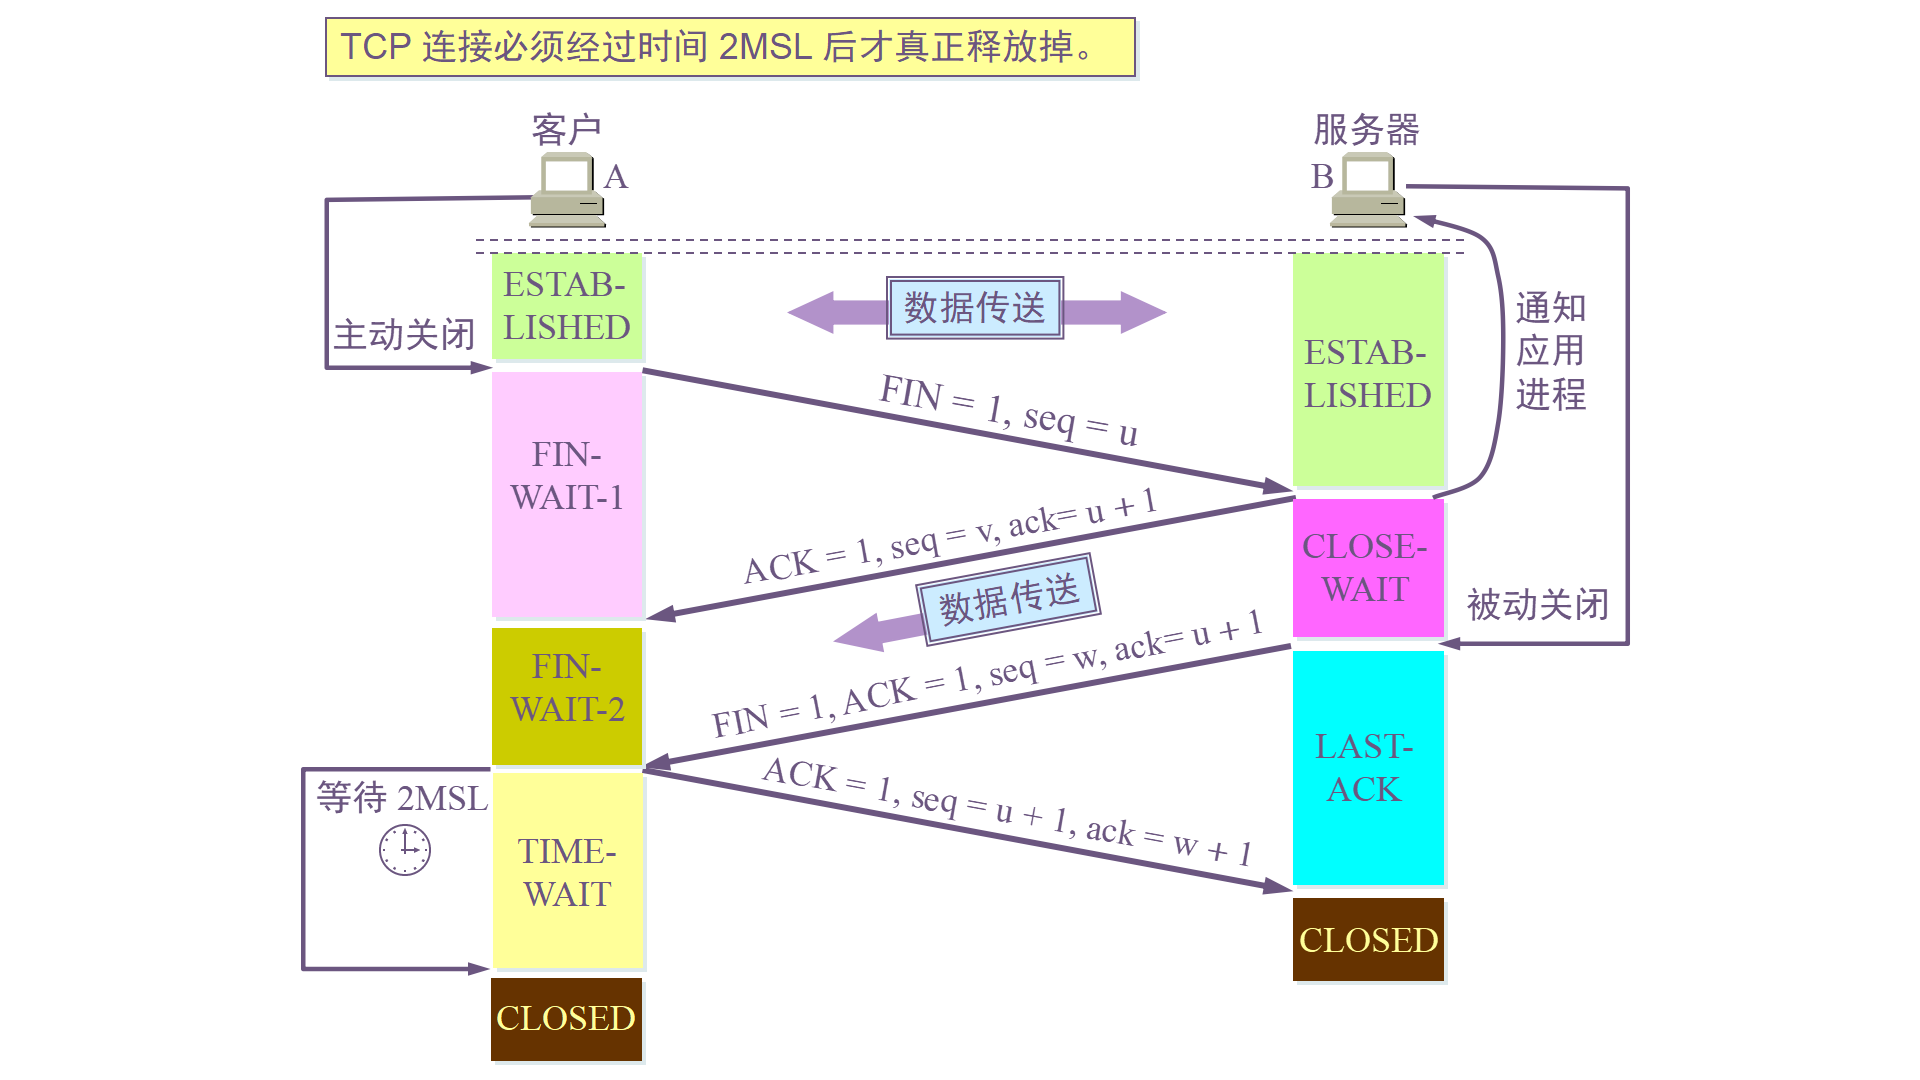 TCP 连接必须经过时间 2MSL 后才真正释放掉。
客户
服务器
A
B
ESTAB-
LISHED
数据传送
主动关闭
ESTAB-
LISHED
通知
应用
进程
FIN = 1, seq = u
FIN-
WAIT-1
ACK = 1, seq = v, ack= u + 1
CLOSE-
WAIT
数据传送
被动关闭
FIN-
WAIT-2
FIN = 1, ACK = 1, seq = w, ack= u + 1
LAST-
ACK
等待 2MSL
ACK = 1, seq = u + 1, ack = w + 1
TIME-
WAIT
CLOSED
CLOSED